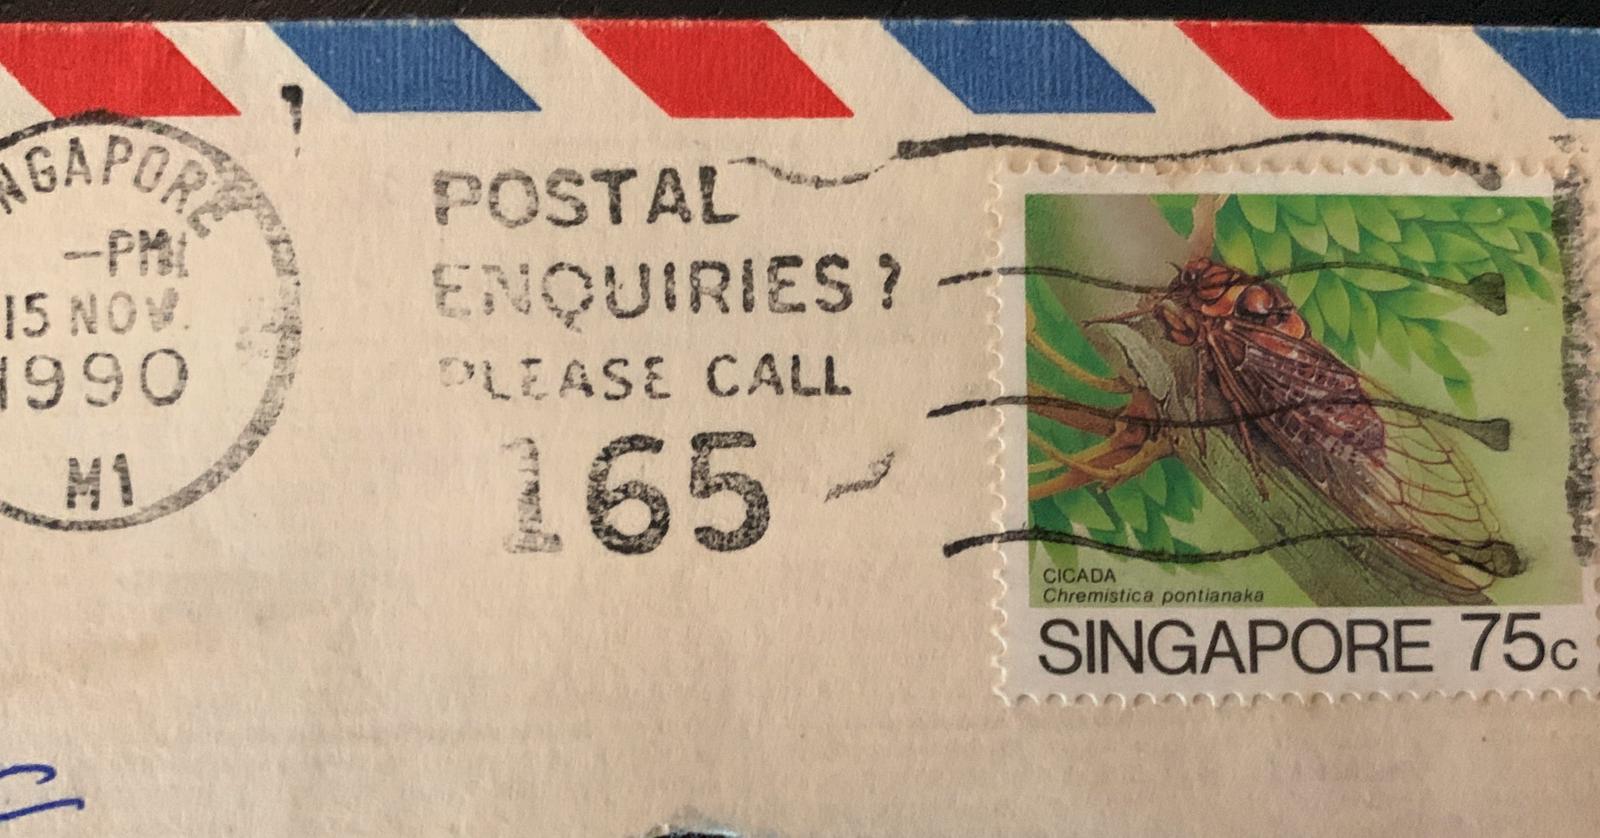 NGAPORE
-PM
15 NOV.
1990
M1
POSTAL
ENQUIRIES?
PLEASE CALL
165
CICADA
Chremistica pontianaka
SINGAPORE 75c